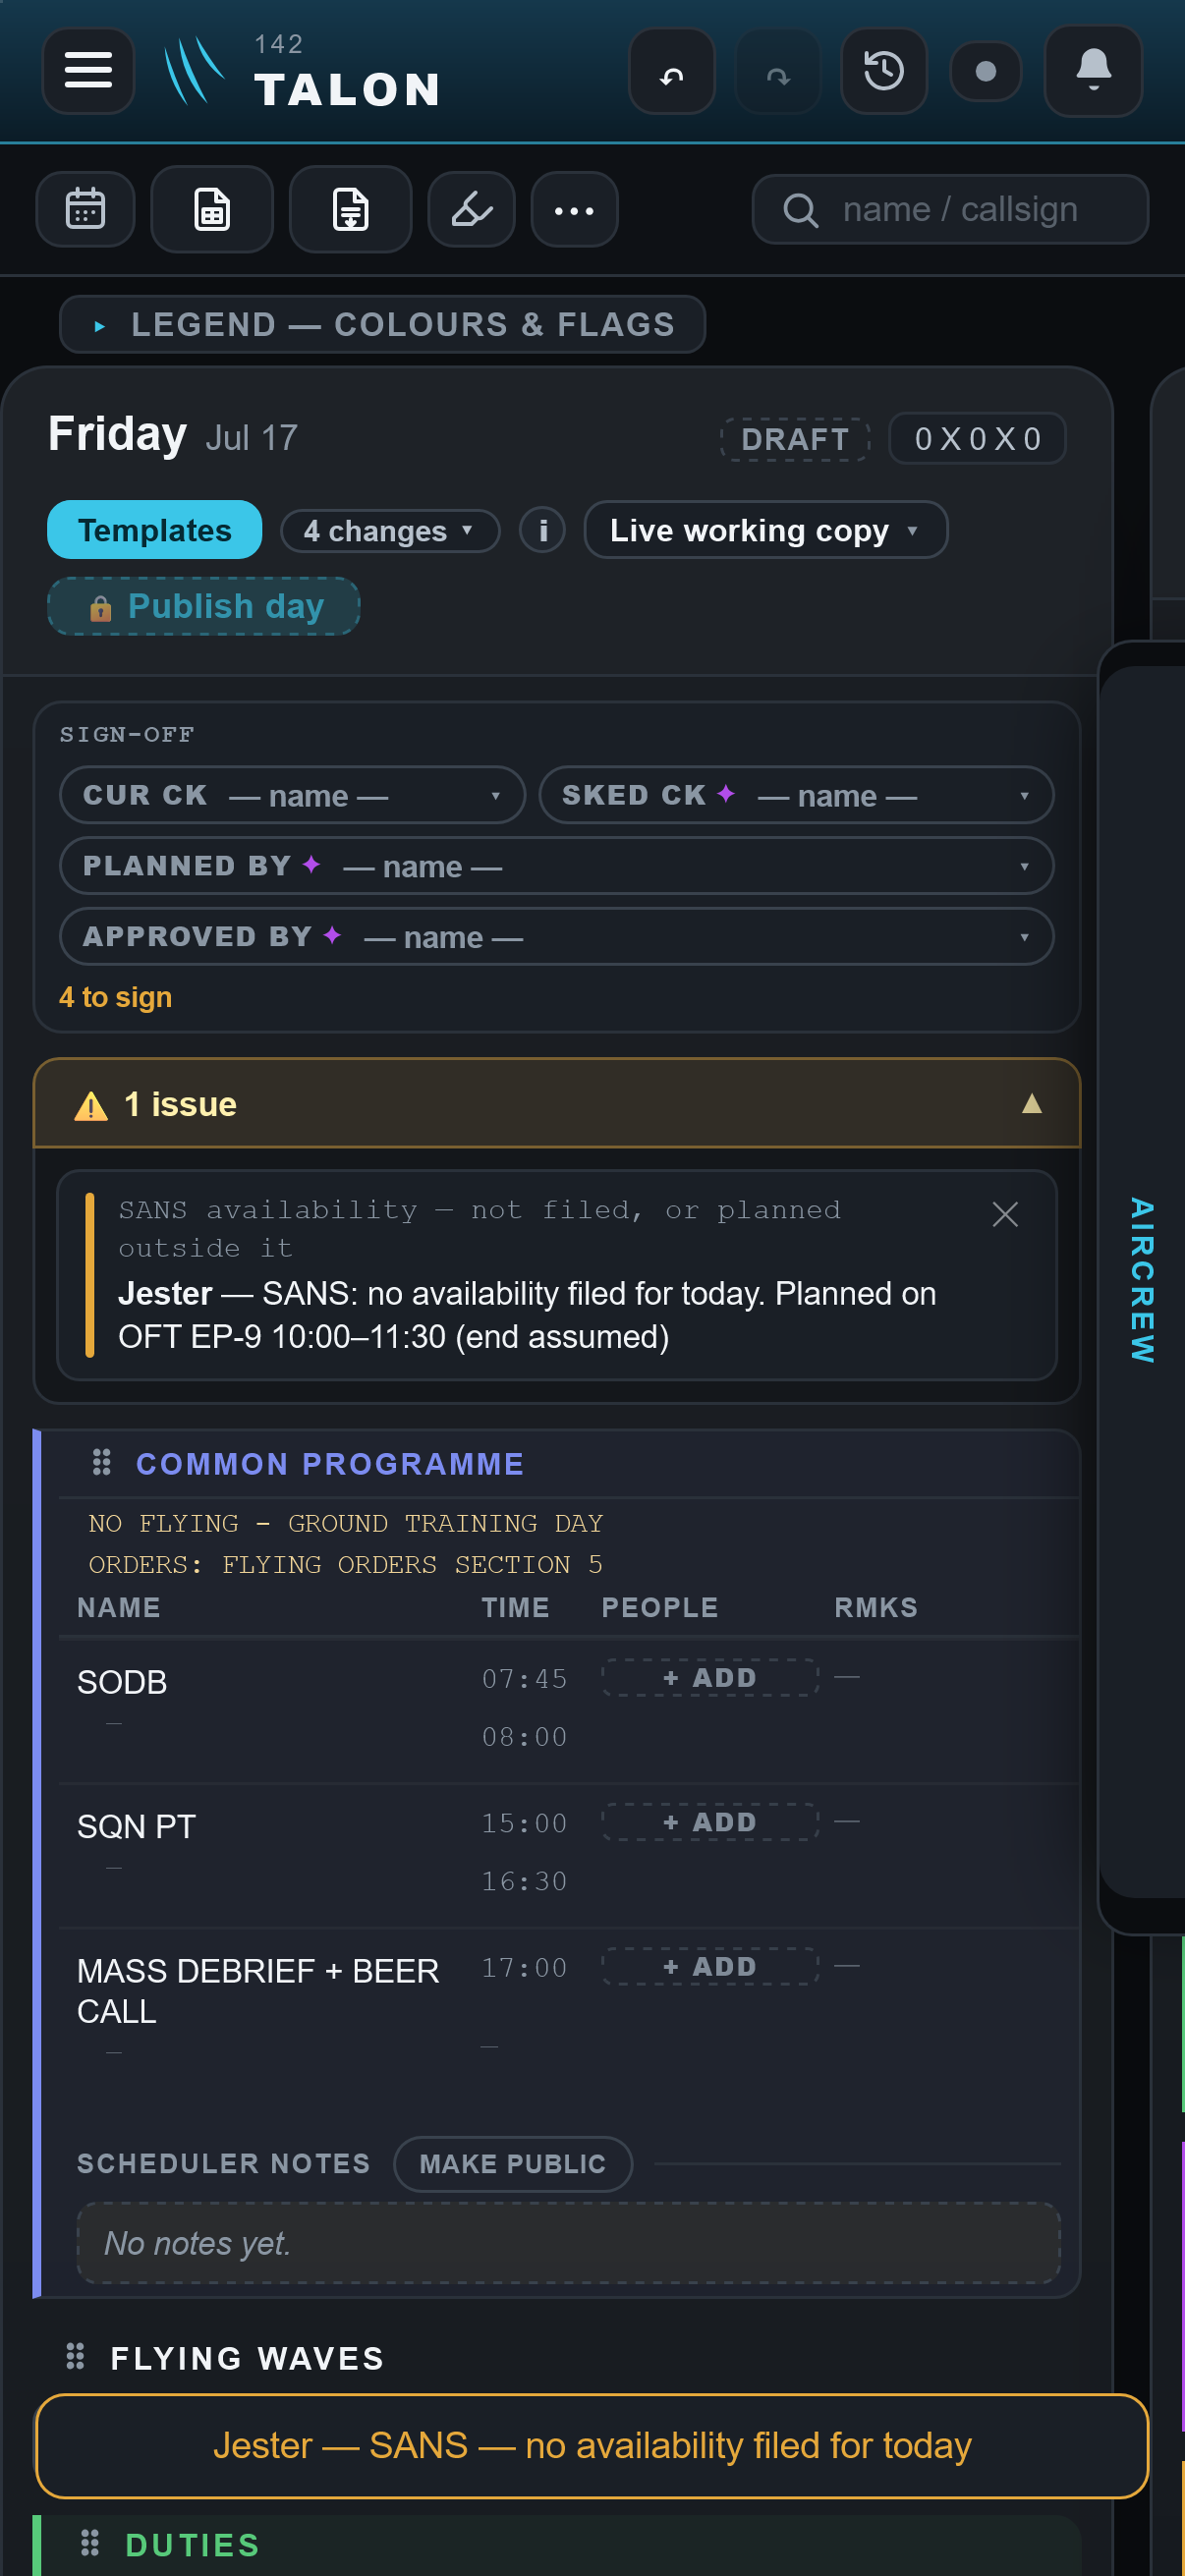 142
TALON
name / callsign
▸ LEGEND — COLOURS & FLAGS
Friday Jul 17 DRAFT 0 X 0 X 0
Templates 4 changes ▾ i Live working copy ▾
🔒 Publish day
SIGN-OFF
CUR CK — name — ▾ SKED CK ✦ — name — ▾
PLANNED BY ✦ — name — ▾
APPROVED BY ✦ — name — ▾
4 to sign
⚠️ 1 issue ▲
SANS availability — not filed, or planned
outside it
Jester — SANS: no availability filed for today. Planned on
OFT EP-9 10:00–11:30 (end assumed)
AIRCREW
COMMON PROGRAMME
NO FLYING - GROUND TRAINING DAY
ORDERS: FLYING ORDERS SECTION 5
NAME TIME PEOPLE RMKS
SODB 07:45 + ADD —
— 08:00
SQN PT 15:00 + ADD —
— 16:30
MASS DEBRIEF + BEER 17:00 + ADD —
CALL
— —
SCHEDULER NOTES MAKE PUBLIC
No notes yet.
FLYING WAVES
Jester — SANS — no availability filed for today
DUTIES